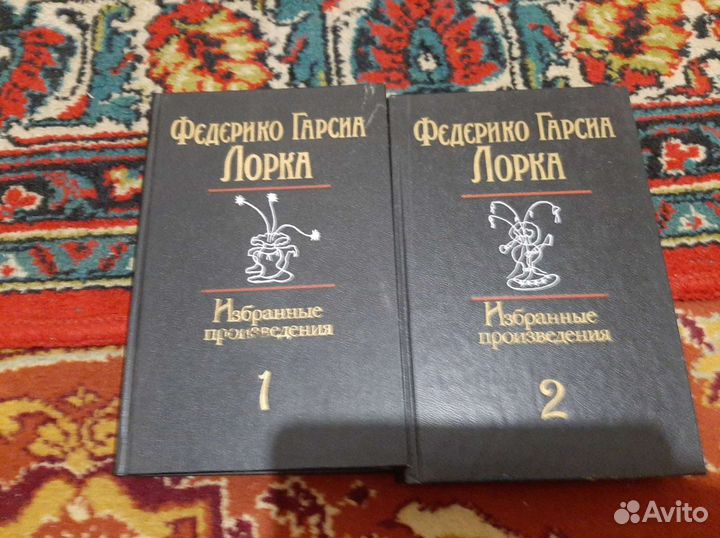 Федерико Гарсиа
Лорка
Избранные
произведения
1
Федерико Гарсиа
Лорка
Избранные
произведения
2
Avito